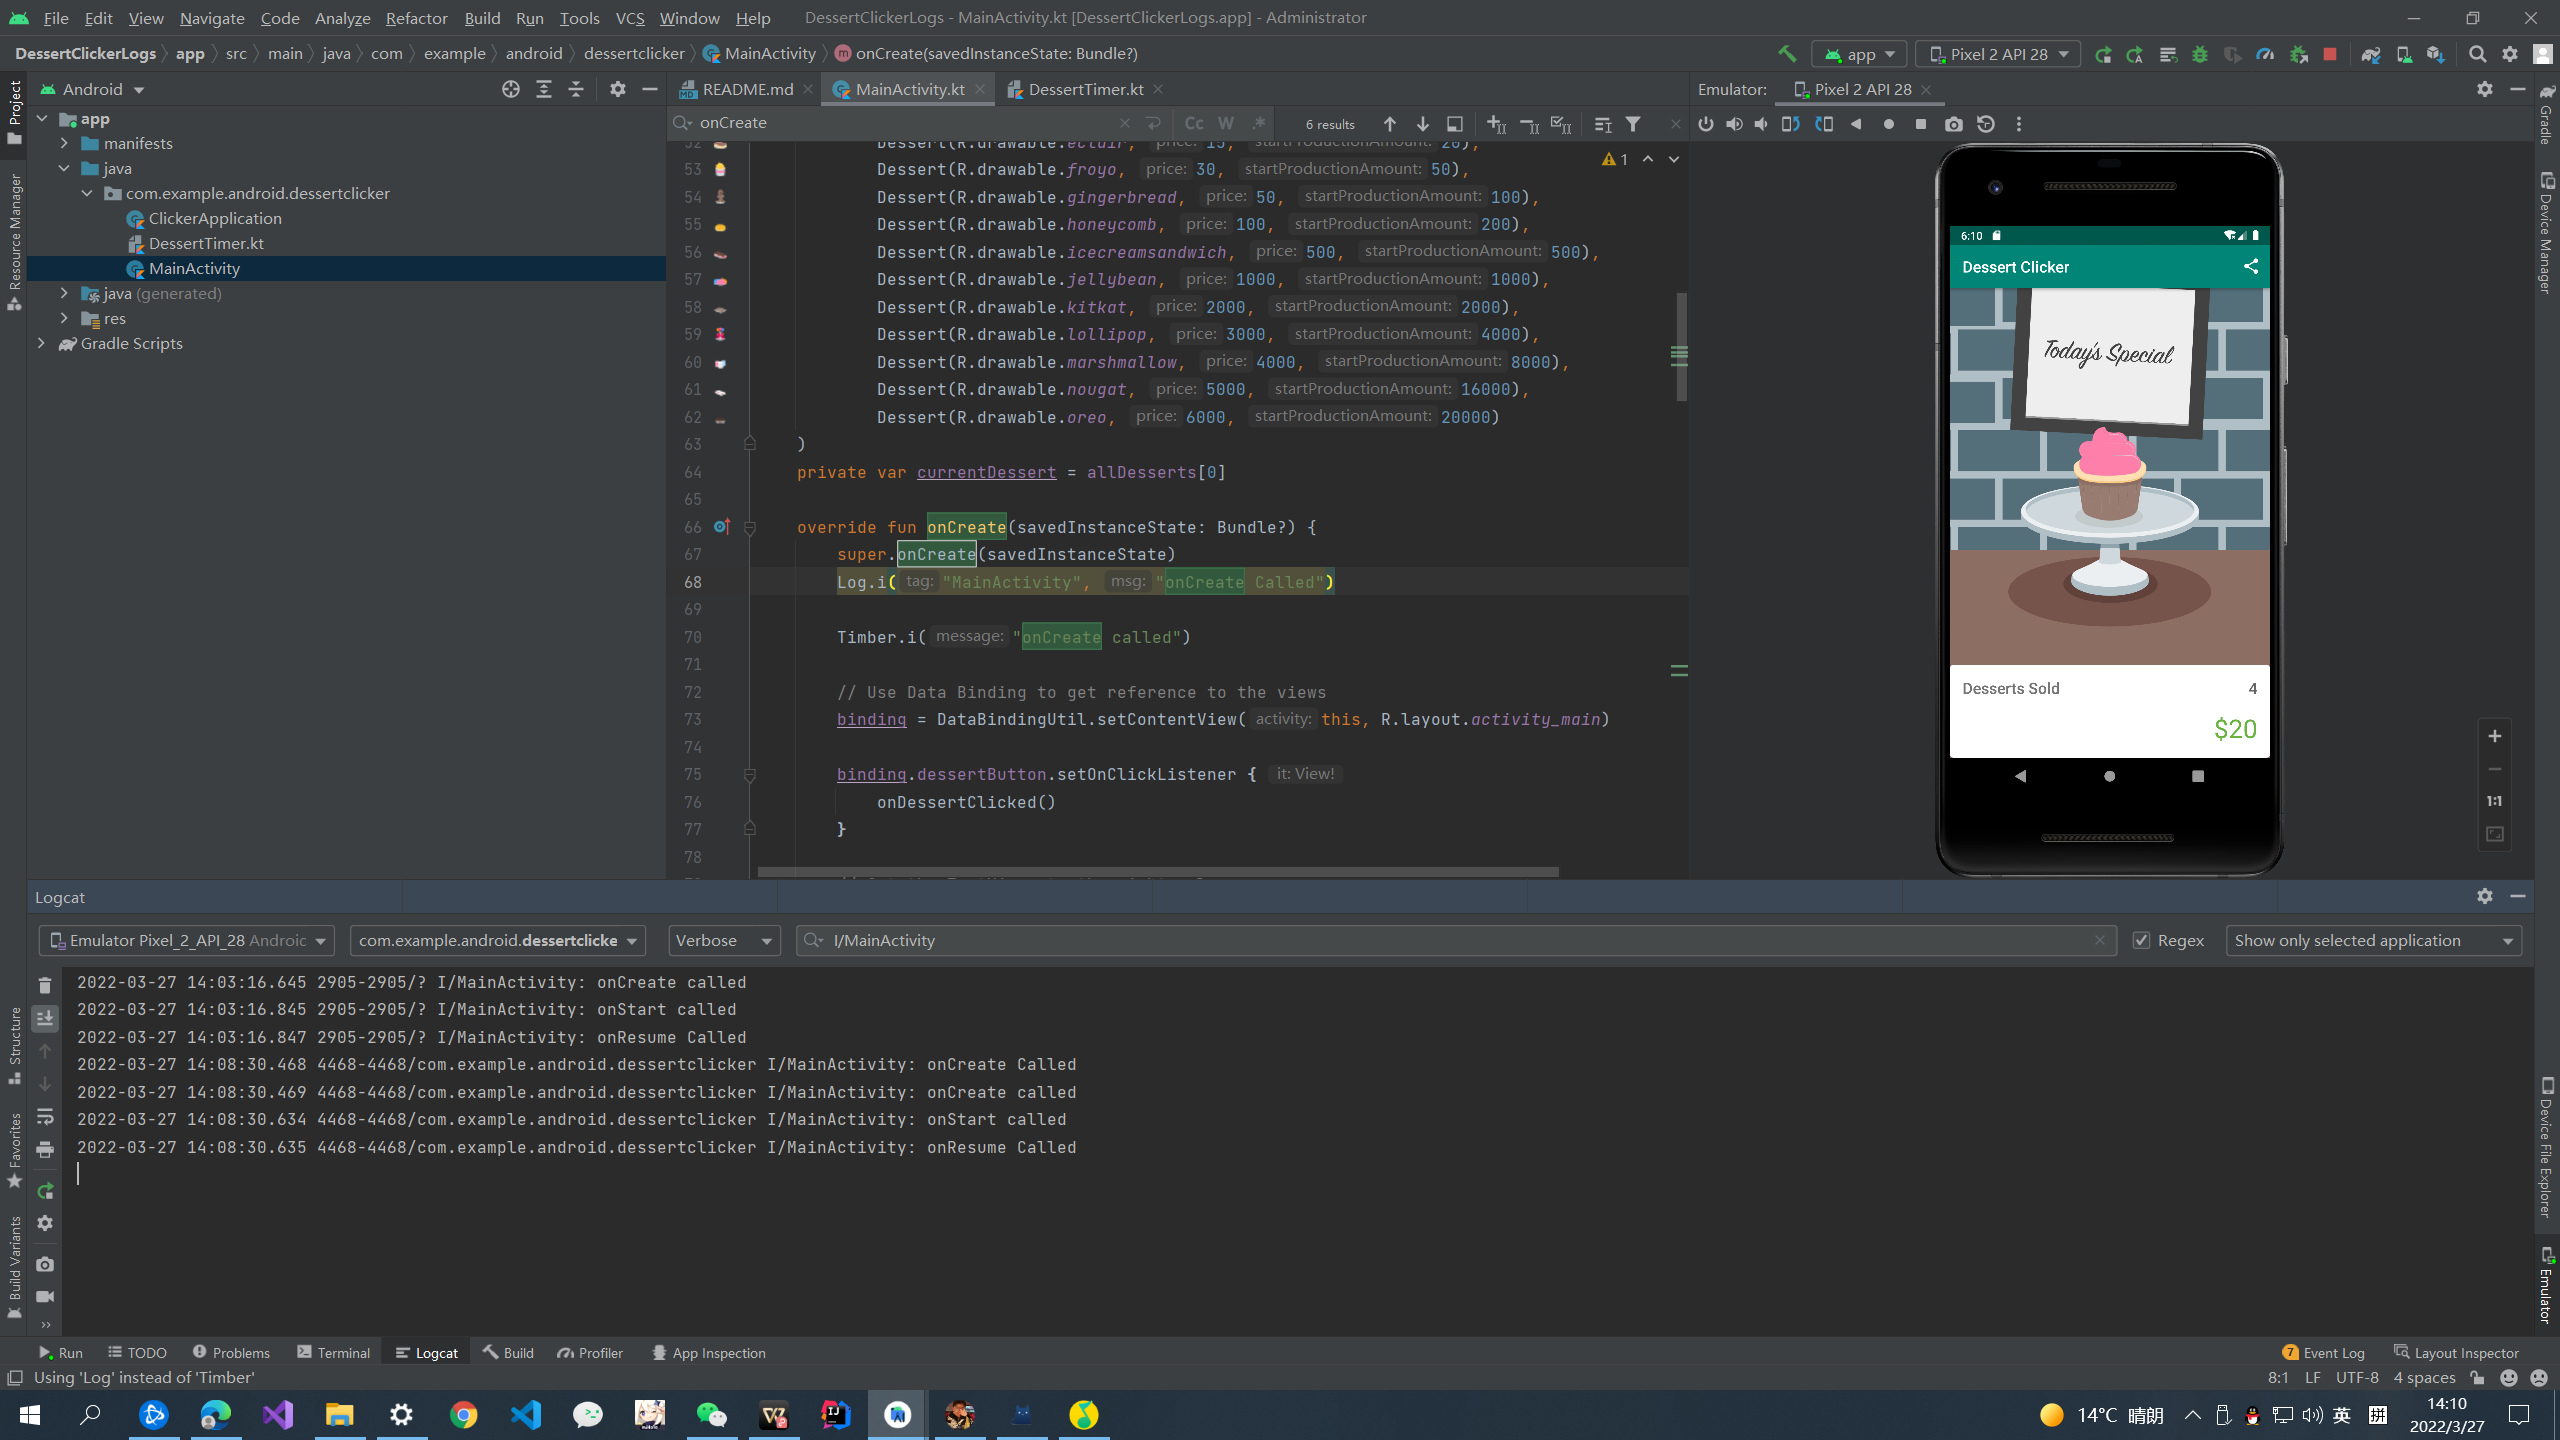 File Edit View Navigate Code Analyze Refactor Build Run Tools VCS Window Help DessertClickerLogs - MainActivity.kt [DessertClickerLogs.app] - Administrator
DessertClickerLogs app src main java com example android dessertclicker MainActivity onCreate(savedInstanceState: Bundle?) app Pixel 2 API 28
Project
Resource Manager
Structure
Favorites
Build Variants
Android
app
manifests
java
com.example.android.dessertclicker
ClickerApplication
DessertTimer.kt
MainActivity
java (generated)
res
Gradle Scripts
README.md MainActivity.kt DessertTimer.kt
onCreate Cc W .* 6 results
1
52 Dessert(R.drawable.eclair, price: 15, startProductionAmount: 20),
53 Dessert(R.drawable.froyo, price: 30, startProductionAmount: 50),
54 Dessert(R.drawable.gingerbread, price: 50, startProductionAmount: 100),
55 Dessert(R.drawable.honeycomb, price: 100, startProductionAmount: 200),
56 Dessert(R.drawable.icecreamsandwich, price: 500, startProductionAmount: 500),
57 Dessert(R.drawable.jellybean, price: 1000, startProductionAmount: 1000),
58 Dessert(R.drawable.kitkat, price: 2000, startProductionAmount: 2000),
59 Dessert(R.drawable.lollipop, price: 3000, startProductionAmount: 4000),
60 Dessert(R.drawable.marshmallow, price: 4000, startProductionAmount: 8000),
61 Dessert(R.drawable.nougat, price: 5000, startProductionAmount: 16000),
62 Dessert(R.drawable.oreo, price: 6000, startProductionAmount: 20000)
63 )
64 private var currentDessert = allDesserts[0]
65
66 override fun onCreate(savedInstanceState: Bundle?) {
67 super.onCreate(savedInstanceState)
68 Log.i( tag: "MainActivity", msg: "onCreate Called")
69
70 Timber.i( message: "onCreate called")
71
72 // Use Data Binding to get reference to the views
73 binding = DataBindingUtil.setContentView( activity: this, R.layout.activity_main)
74
75 binding.dessertButton.setOnClickListener { it: View!
76 onDessertClicked()
77 }
78
Emulator: Pixel 2 API 28
6:10
Dessert Clicker
Today's Special
Desserts Sold 4
$20
1:1
Gradle
Device Manager
Device File Explorer
Emulator
Logcat
Emulator Pixel_2_API_28 Androic com.example.android.dessertclicke Verbose I/MainActivity Regex Show only selected application
2022-03-27 14:03:16.645 2905-2905/? I/MainActivity: onCreate called
2022-03-27 14:03:16.845 2905-2905/? I/MainActivity: onStart called
2022-03-27 14:03:16.847 2905-2905/? I/MainActivity: onResume Called
2022-03-27 14:08:30.468 4468-4468/com.example.android.dessertclicker I/MainActivity: onCreate Called
2022-03-27 14:08:30.469 4468-4468/com.example.android.dessertclicker I/MainActivity: onCreate called
2022-03-27 14:08:30.634 4468-4468/com.example.android.dessertclicker I/MainActivity: onStart called
2022-03-27 14:08:30.635 4468-4468/com.example.android.dessertclicker I/MainActivity: onResume Called
Run TODO Problems Terminal Logcat Build Profiler App Inspection 7 Event Log Layout Inspector
Using 'Log' instead of 'Timber' 8:1 LF UTF-8 4 spaces
14°C 晴朗 英 拼 14:10
2022/3/27